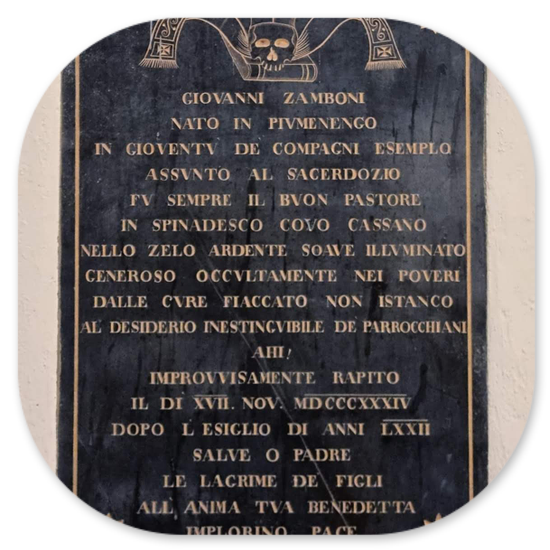 GIOVANNI ZAMBONI
NATO IN PIVMENENGO
IN GIOVENTV DE COMPAGNI ESEMPLO
ASSVNTO AL SACERDOZIO
FV SEMPRE IL BVON PASTORE
IN SPINADESCO COVO CASSANO
NELLO ZELO ARDENTE SOAVE ILLVMINATO
GENEROSO OCCVLTAMENTE NEI POVERI
DALLE CVRE FIACCATO NON ISTANCO
AL DESIDERIO INESTINGVIBILE DE PARROCCHIANI
AHI!
IMPROVVISAMENTE RAPITO
IL DI XVII. NOV. MDCCCXXXIV
DOPO L ESIGLIO DI ANNI LXXII
SALVE O PADRE
LE LAGRIME DE FIGLI
ALL ANIMA TVA BENEDETTA
IMPLORINO PACE